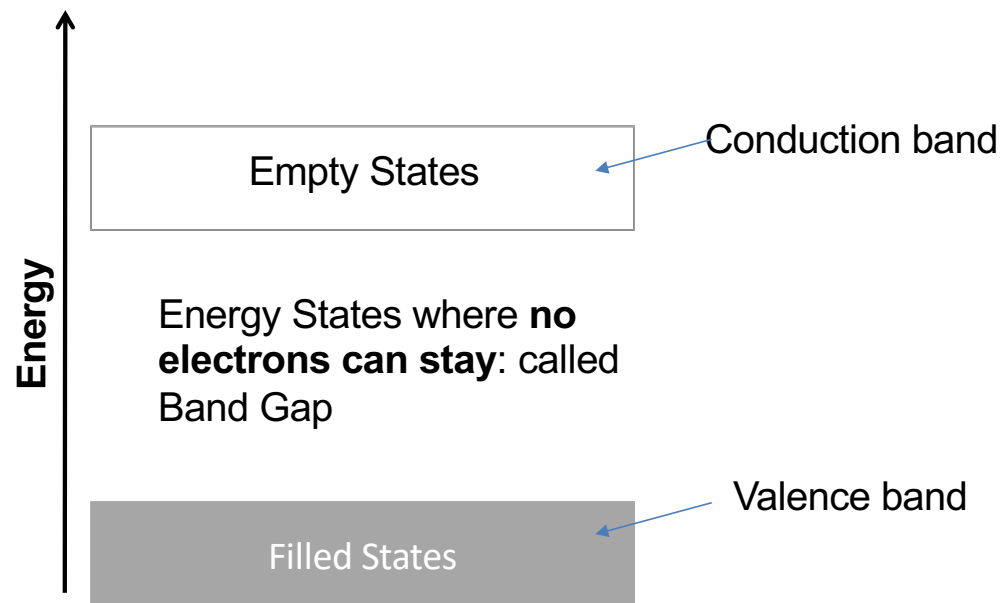 Conduction band
Empty States
Energy
Energy States where no
electrons can stay: called
Band Gap
Valence band
Filled States